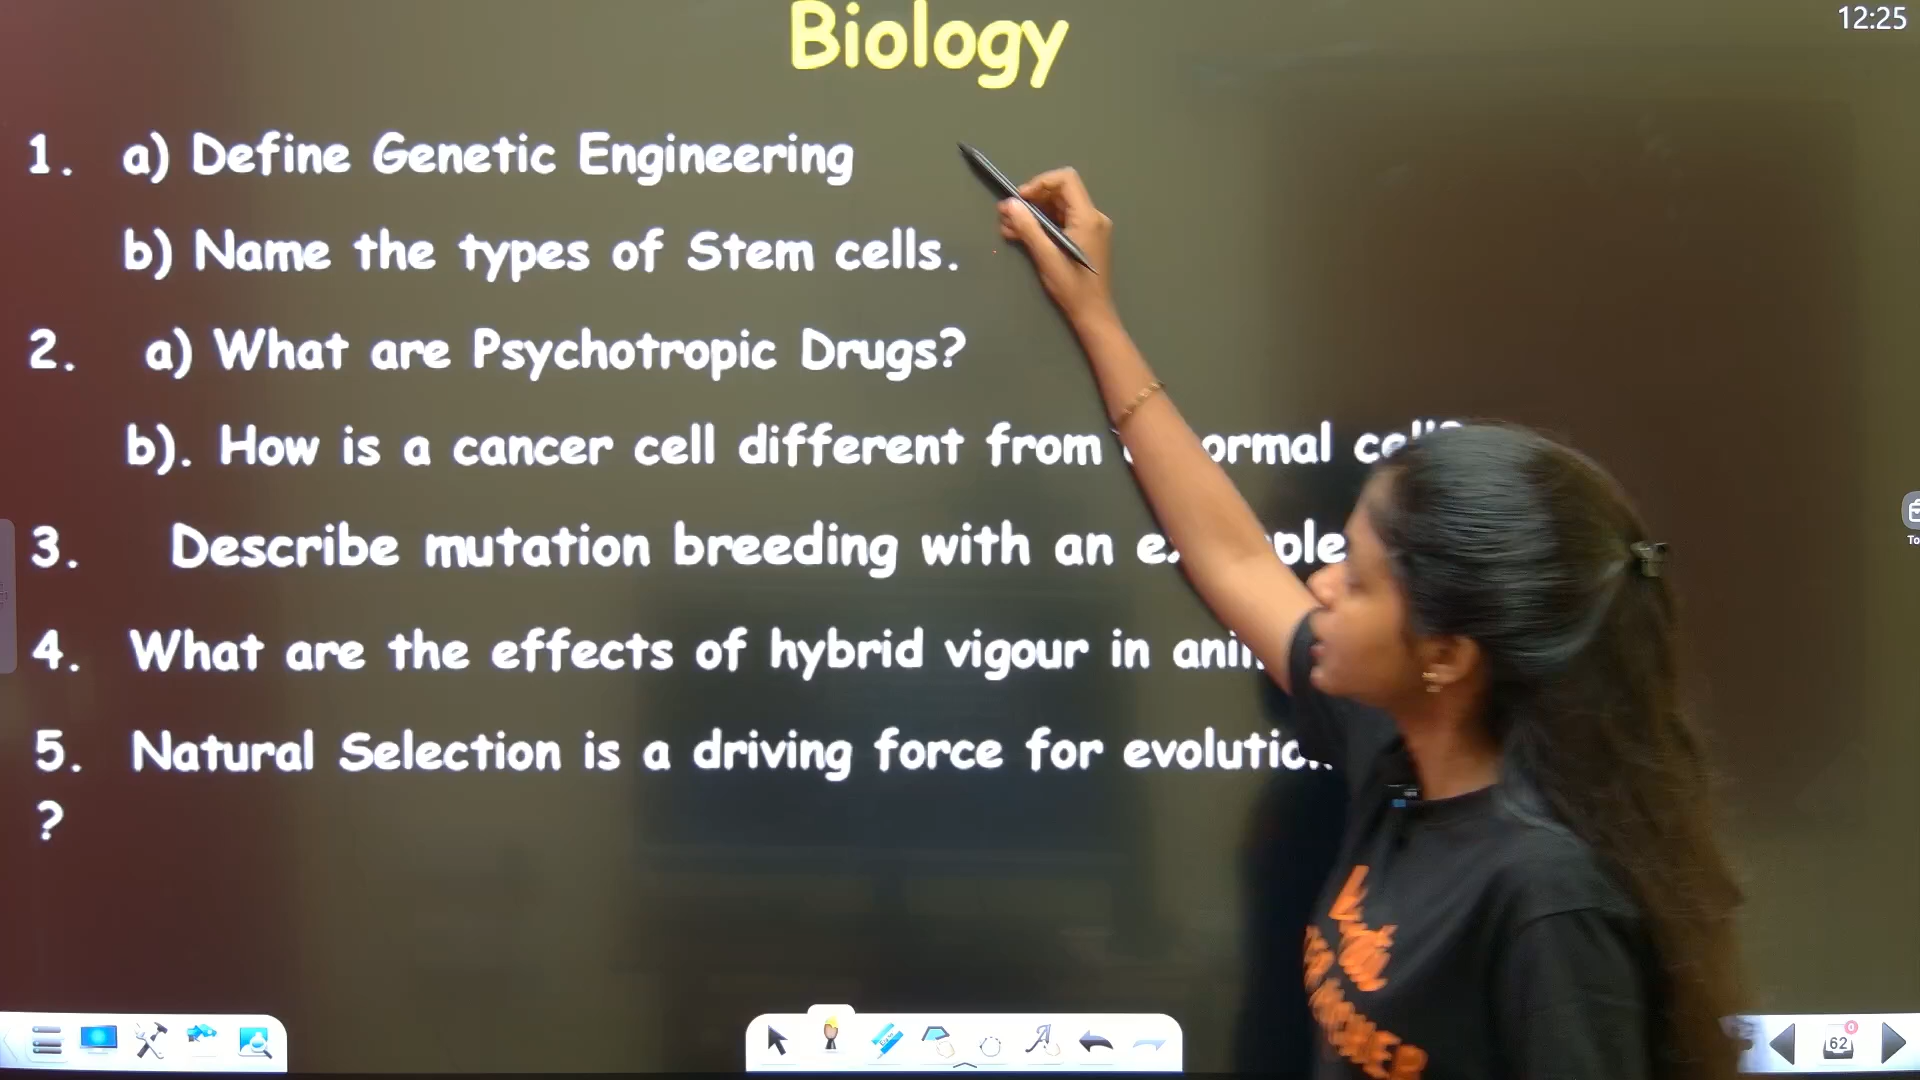 Biology
12:25
1. a) Define Genetic Engineering
b) Name the types of Stem cells.
2. a) What are Psychotropic Drugs?
b). How is a cancer cell different from
3. Describe mutation breeding with an
4. What are the effects of hybrid vigour in
5. Natural Selection is a driving force for
?
To
0
62